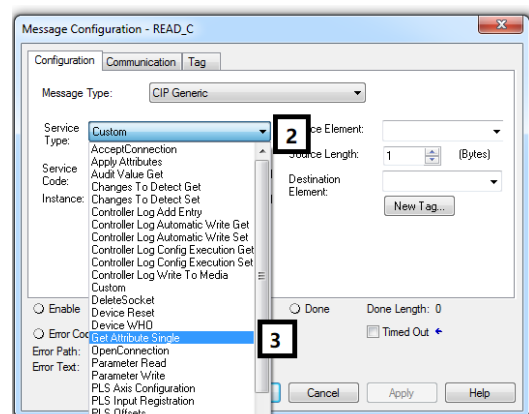 Message Configuration - READ_C
Configuration Communication Tag
Message Type: CIP Generic
Service Type: Custom
2
Element:
AcceptConnection
Apply Attributes
Source Length: 1 (Bytes)
Audit Value Get
Service Code:
Changes To Detect Get
Destination Element:
Instance: Changes To Detect Set
Controller Log Add Entry
New Tag...
Controller Log Automatic Write Get
Controller Log Automatic Write Set
Controller Log Config Execution Get
Controller Log Config Execution Set
Controller Log Write To Media
Custom
DeleteSocket
Enable Done Done Length: 0
Device Reset
Device WHO
Error Timed Out
Get Attribute Single
3
Error Path: OpenConnection
Parameter Read
Error Text: Parameter Write
PLS Axis Configuration
PLS Input Registration
Cancel Apply Help
PLS Offsets